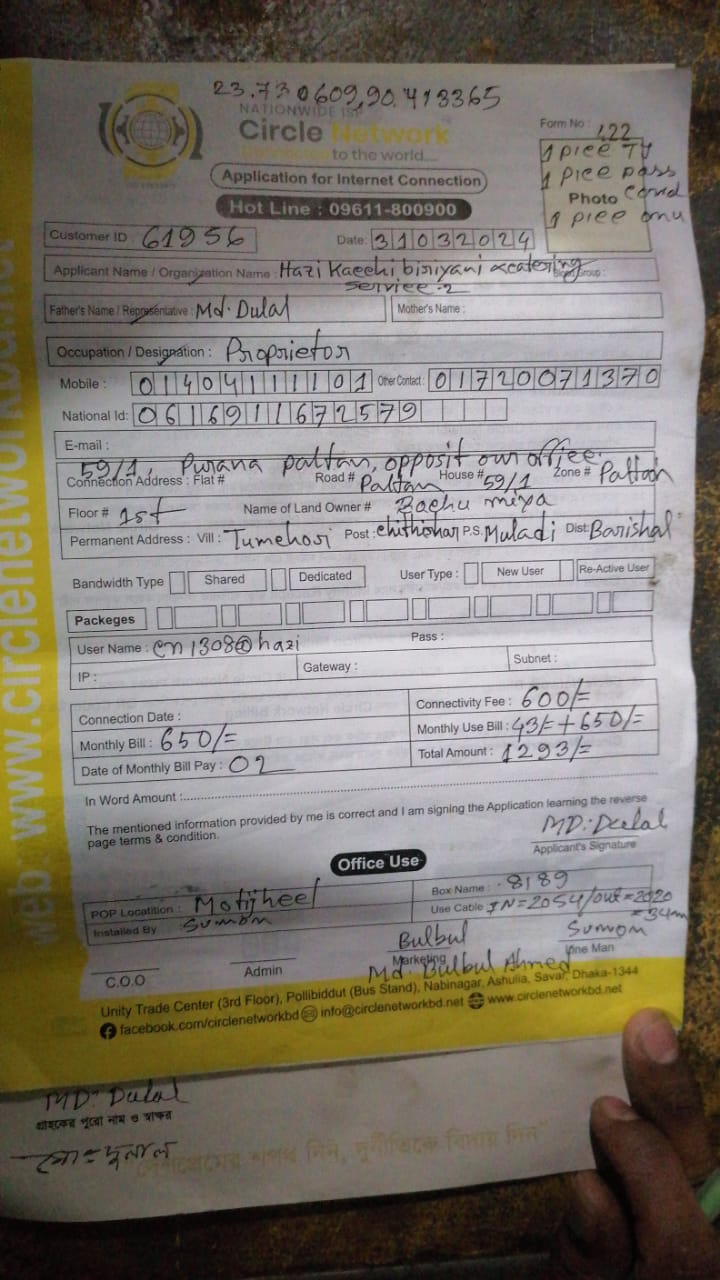 23.730609,90.413365
NATIONWIDE ISP
Circle Network
to the world....
Form No : 122
1 piece TJ
1 piece pass
Photo
1 piece onu
Application for Internet Connection
Hot Line : 09611-800900
Customer ID : 61956
Date: 31032024
Applicant Name / Organization Name : Hazi Kacchi biriyani & catering
service-2
Father's Name / Representative : Md. Dulal
Mother's Name :
Occupation / Designation : Proprietor
Mobile : 01404111101 Other Contact : 01720071370
National Id: 0616911672579
E-mail :
59/1, Purana paltan, opposit our office.
Connection Address : Flat # Road # Paltan House # 59/1 Zone # Paltan
Floor # 1st Name of Land Owner # Bachu miya
Permanent Address : Vill : Tumchori Post : P.S. Muladi Dist: Barishal
Bandwidth Type Shared Dedicated User Type : New User Re-Active User
Packeges
User Name : cn1308@hazi Pass :
IP : Gateway : Subnet :
Connection Date :
Connectivity Fee : 600/=
Monthly Bill : 650/=
Monthly Use Bill : 43/= + 650/=
Date of Monthly Bill Pay : 02
Total Amount : 1293/=
In Word Amount :
The mentioned information provided by me is correct and I am signing the Application learning the reverse
page terms & condition.
MD: Dulal
Applicant's Signature
Office Use
POP Locatition : Motijheel
Box Name : 8189
Installed By Sumon
Use Cable IN=2054/out=2020
=34m
Bulbul
Sumon
C.O.O
Admin
Marketing
Line Man
Md. Bulbul Ahmed
Unity Trade Center (3rd Floor), Pollibiddut (Bus Stand), Nabinagar, Ashulia, Savar, Dhaka-1344
facebook.com/circlenetworkbd info@circlenetworkbd.net www.circlenetworkbd.net
web: www.circlenetworkbd.net
MD: Dulal
গ্রাহকের পুরো নাম ও স্বাক্ষর
মোঃ দুলাল
"দেশপ্রেমের শপথ নিন, দুর্নীতিকে বিদায় দিন"